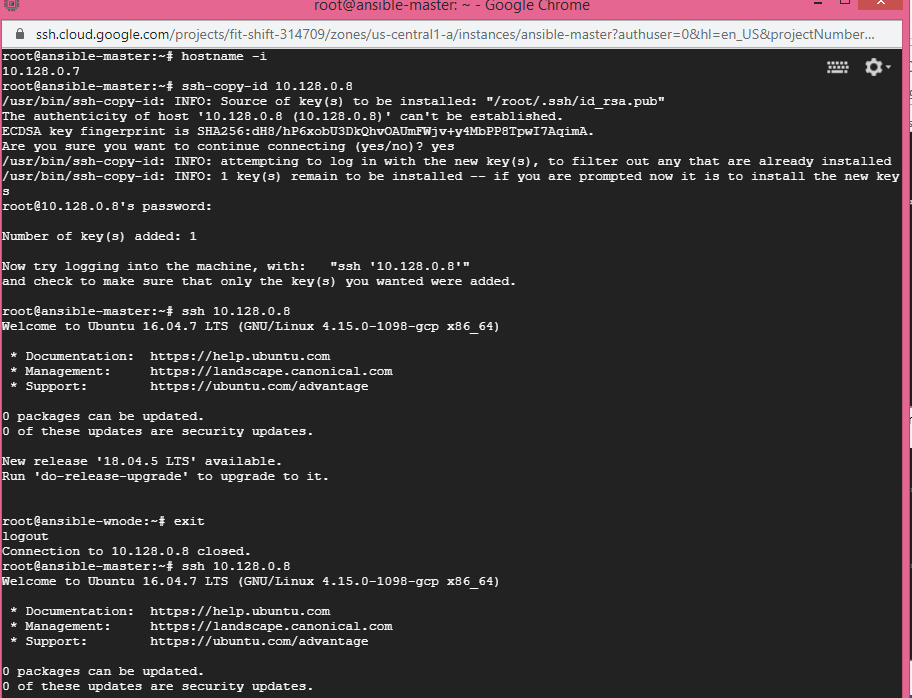 root@ansible-master: ~ - Google Chrome
ssh.cloud.google.com/projects/fit-shift-314709/zones/us-central1-a/instances/ansible-master?authuser=0&hl=en_US&projectNumber...
root@ansible-master:~# hostname -i
10.128.0.7
root@ansible-master:~# ssh-copy-id 10.128.0.8
/usr/bin/ssh-copy-id: INFO: Source of key(s) to be installed: "/root/.ssh/id_rsa.pub"
The authenticity of host '10.128.0.8 (10.128.0.8)' can't be established.
ECDSA key fingerprint is SHA256:dH8/hP6xobU3DkQhvOAUmFWjv+y4MbPP8TpwI7AqimA.
Are you sure you want to continue connecting (yes/no)? yes
/usr/bin/ssh-copy-id: INFO: attempting to log in with the new key(s), to filter out any that are already installed
/usr/bin/ssh-copy-id: INFO: 1 key(s) remain to be installed -- if you are prompted now it is to install the new key
s
root@10.128.0.8's password:
Number of key(s) added: 1
Now try logging into the machine, with:   "ssh '10.128.0.8'"
and check to make sure that only the key(s) you wanted were added.
root@ansible-master:~# ssh 10.128.0.8
Welcome to Ubuntu 16.04.7 LTS (GNU/Linux 4.15.0-1098-gcp x86_64)
 * Documentation:  https://help.ubuntu.com
 * Management:     https://landscape.canonical.com
 * Support:        https://ubuntu.com/advantage
0 packages can be updated.
0 of these updates are security updates.
New release '18.04.5 LTS' available.
Run 'do-release-upgrade' to upgrade to it.
root@ansible-wnode:~# exit
logout
Connection to 10.128.0.8 closed.
root@ansible-master:~# ssh 10.128.0.8
Welcome to Ubuntu 16.04.7 LTS (GNU/Linux 4.15.0-1098-gcp x86_64)
 * Documentation:  https://help.ubuntu.com
 * Management:     https://landscape.canonical.com
 * Support:        https://ubuntu.com/advantage
0 packages can be updated.
0 of these updates are security updates.